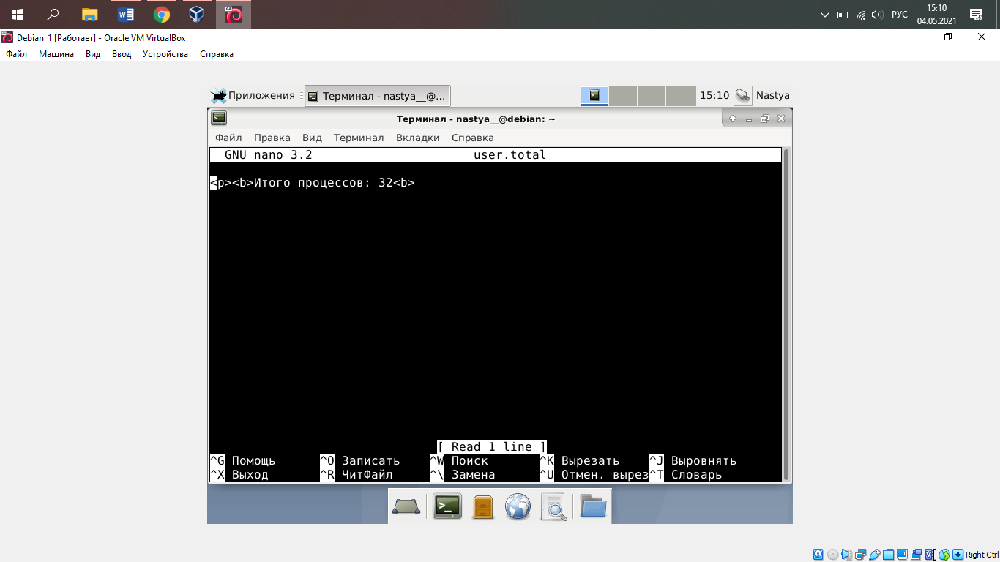 РУС
15:10
04.05.2021
64
Debian_1 [Работает] - Oracle VM VirtualBox
Файл Машина Вид Ввод Устройства Справка
Приложения Терминал - nastya__@... 15:10 Nastya
Терминал - nastya__@debian: ~
Файл Правка Вид Терминал Вкладки Справка
GNU nano 3.2 user.total
<p><b>Итого процессов: 32<b>
[ Read 1 line ]
^G Помощь ^O Записать ^W Поиск ^K Вырезать ^J Выровнять
^X Выход ^R ЧитФайл ^\ Замена ^U Отмен. вырез^T Словарь
Right Ctrl